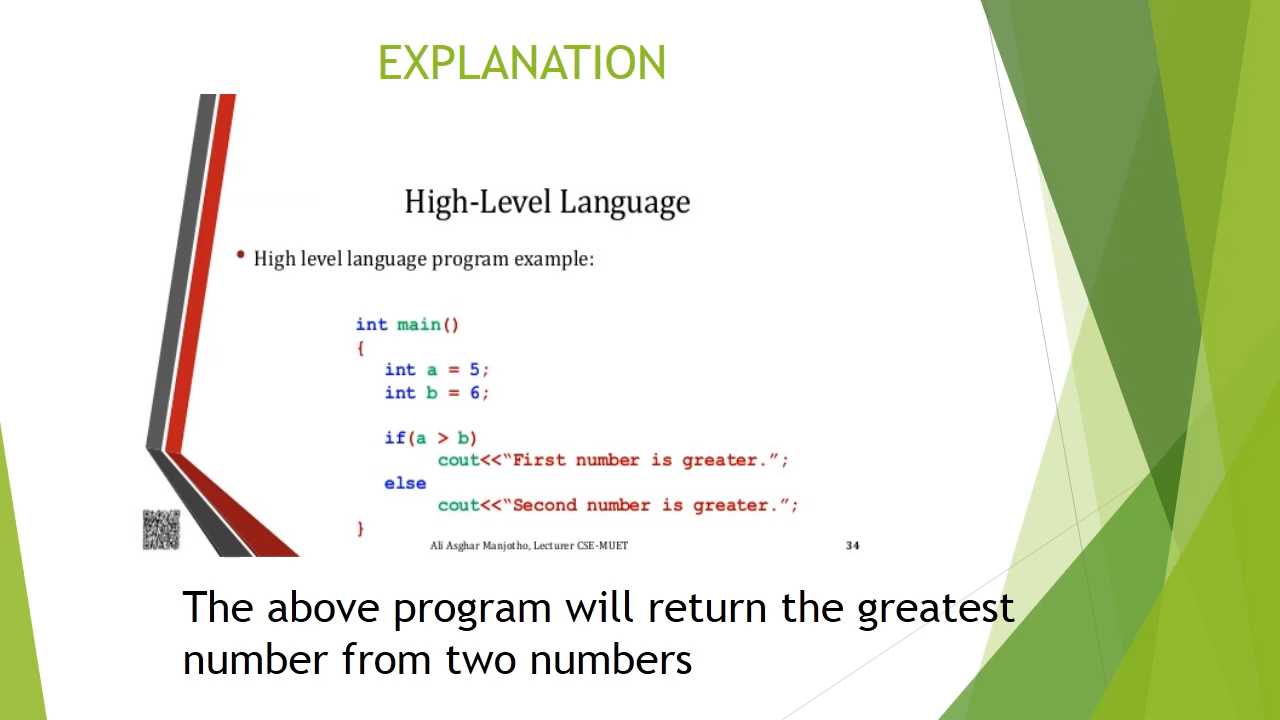 EXPLANATION
High-Level Language
• High level language program example:
int main()
{
int a = 5;
int b = 6;
if(a > b)
cout<<“First number is greater.”;
else
cout<<“Second number is greater.”;
}
Ali Asghar Manjotho, Lecturer CSE-MUET 34
The above program will return the greatest
number from two numbers